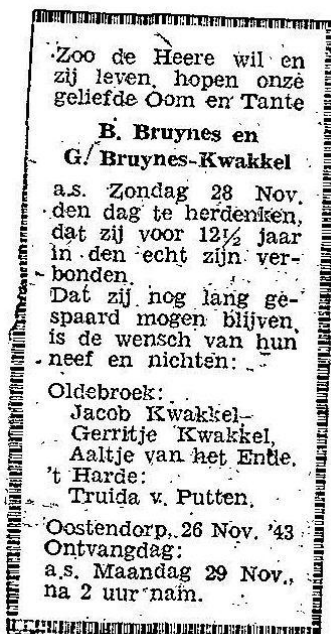 Zoo de Heere wil en
zij leven, hopen onze
geliefde Oom en Tante
B. Bruynes en
G. Bruynes-Kwakkel
a.s. Zondag 28 Nov.
den dag te herdenken,
dat zij voor 12½ jaar
in den echt zijn ver-
bonden.
Dat zij nog lang ge-
spaard mogen blijven,
is de wensch van hun
neef en nichten:
Oldebroek:
Jacob Kwakkel-
Gerritje Kwakkel,
Aaltje van het Ende.
't Harde:
Truida v. Putten.
Oostendorp, 26 Nov. '43
Ontvangdag:
a.s. Maandag 29 Nov.,
na 2 uur nam.